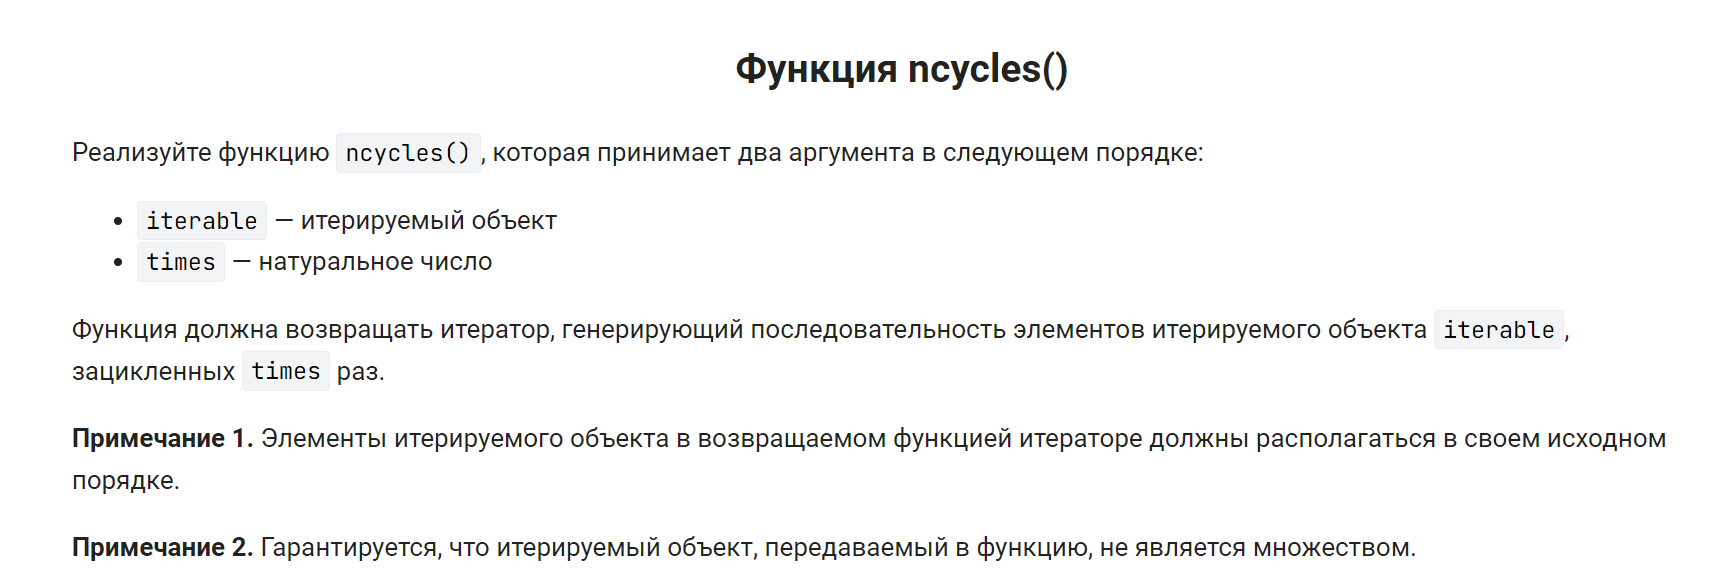 Функция ncycles()
Реализуйте функцию ncycles(), которая принимает два аргумента в следующем порядке:
• iterable — итерируемый объект
• times — натуральное число
Функция должна возвращать итератор, генерирующий последовательность элементов итерируемого объекта iterable,
зацикленных times раз.
Примечание 1. Элементы итерируемого объекта в возвращаемом функцией итераторе должны располагаться в своем исходном
порядке.
Примечание 2. Гарантируется, что итерируемый объект, передаваемый в функцию, не является множеством.